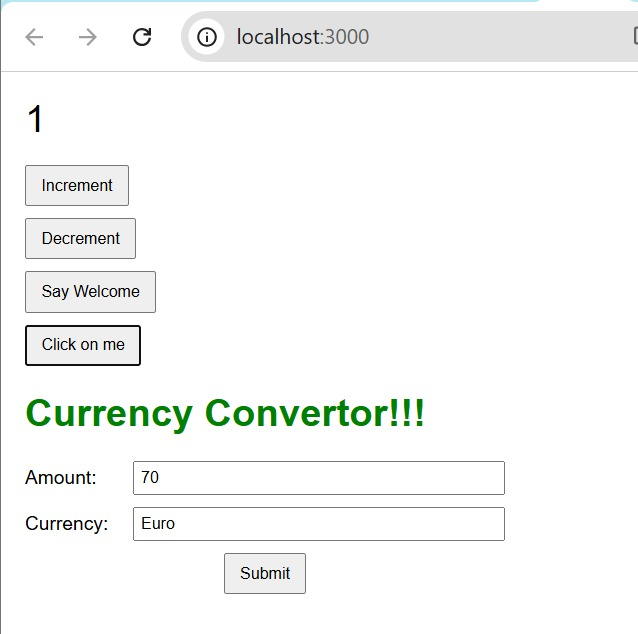 localhost:3000
1
Increment
Decrement
Say Welcome
Click on me
Currency Convertor!!!
Amount: 70
Currency: Euro
Submit